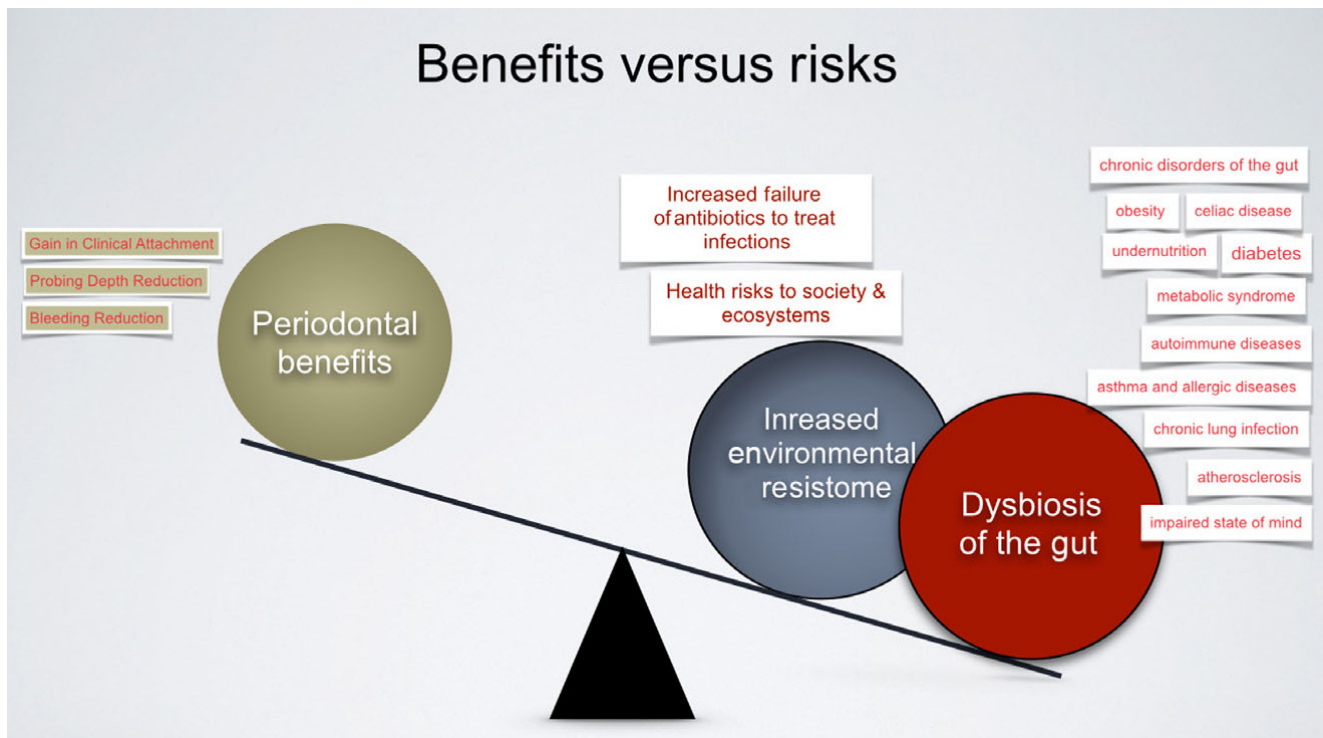 Benefits versus risks
Gain in Clinical Attachment
Probing Depth Reduction
Bleeding Reduction
Periodontal
benefits
Increased failure
of antibiotics to treat
infections
Health risks to society &
ecosystems
Inreased
environmental
resistome
Dysbiosis
of the gut
chronic disorders of the gut
obesity
celiac disease
undernutrition
diabetes
metabolic syndrome
autoimmune diseases
asthma and allergic diseases
chronic lung infection
atherosclerosis
impaired state of mind